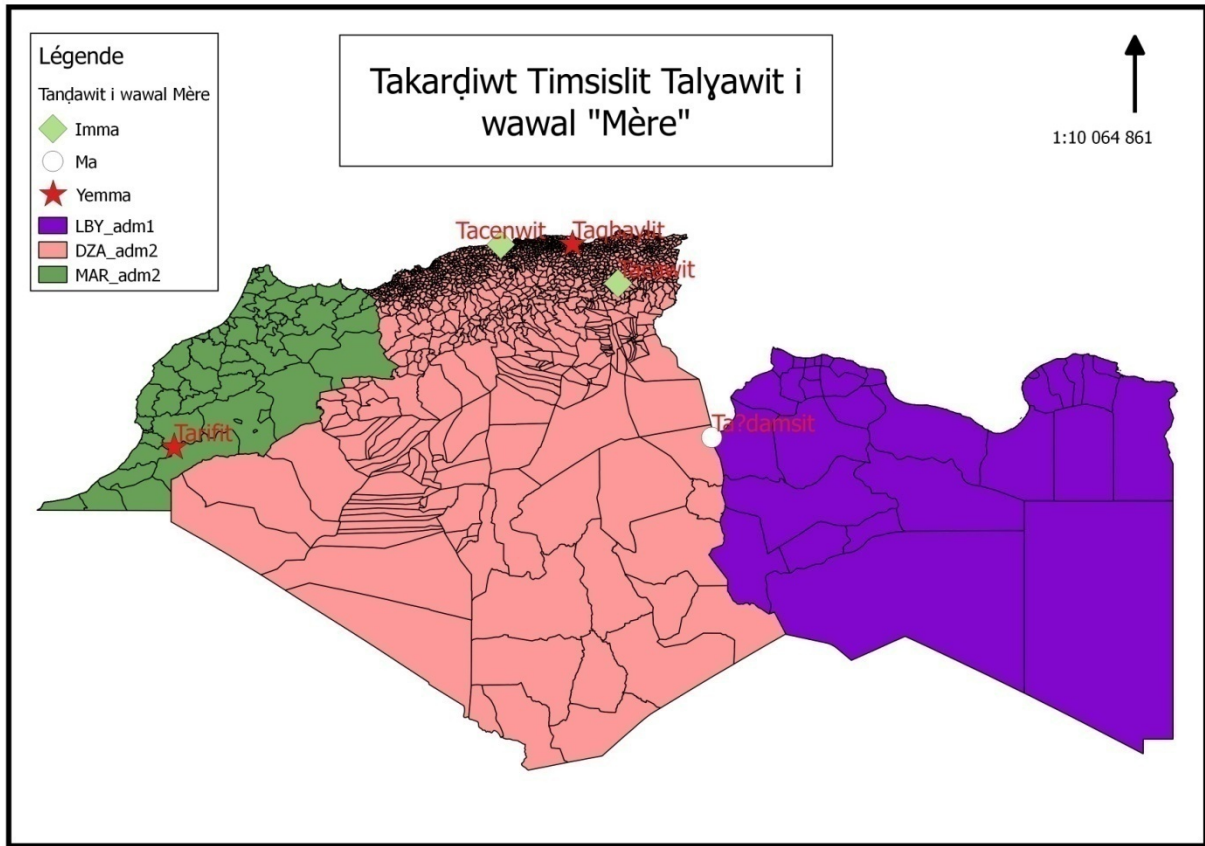 Légende
Tanḍawit i wawal Mère
Imma
Ma
Yemma
LBY_adm1
DZA_adm2
MAR_adm2
Takarḍiwt Timsislit Talɣawit i
wawal "Mère"
1:10 064 861
Tacenwit
Taqbaylit
Tacawit
Tarifit
Ta?damsit